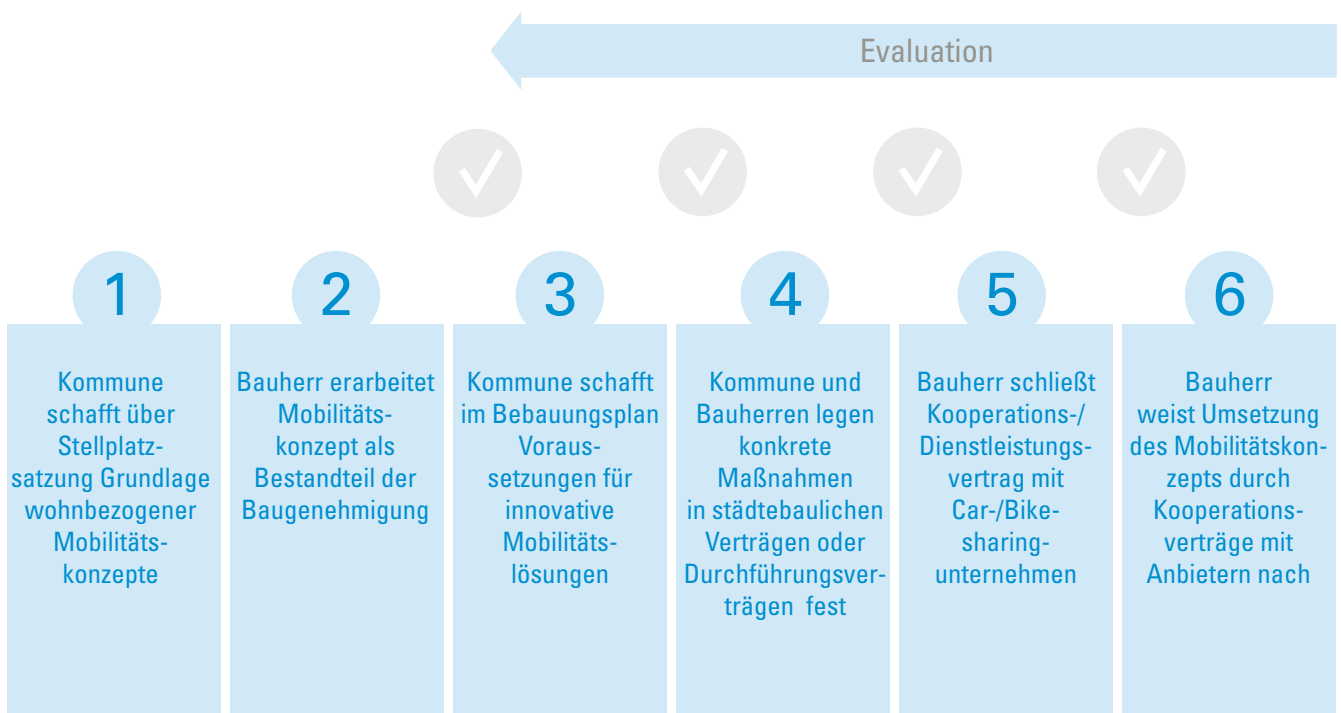 Evaluation
1
Kommune
schafft über
Stellplatz-
satzung Grundlage
wohnbezogener
Mobilitäts-
konzepte
2
Bauherr erarbeitet
Mobilitäts-
konzept als
Bestandteil der
Baugenehmigung
3
Kommune schafft
im Bebauungsplan
Voraus-
setzungen für
innovative
Mobilitäts-
lösungen
4
Kommune und
Bauherren legen
konkrete
Maßnahmen
in städtebaulichen
Verträgen oder
Durchführungsver-
trägen fest
5
Bauherr schließt
Kooperations-/
Dienstleistungs-
vertrag mit
Car-/Bike-
sharing-
unternehmen
6
Bauherr
weist Umsetzung
des Mobilitätskon-
zepts durch
Kooperations-
verträge mit
Anbietern nach